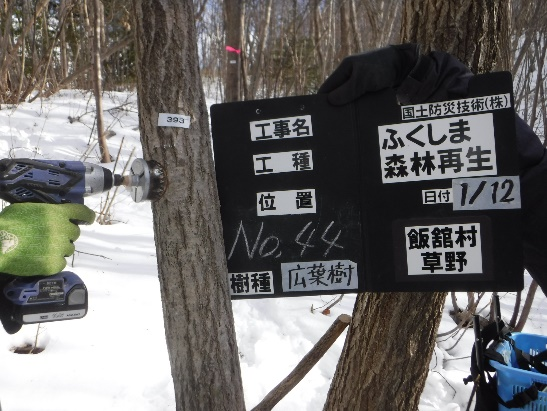 393
国土防災技術(株)
工事名
ふくしま
森林再生
工種
日付 1/12
位置
No. 44
飯舘村
草野
樹種 広葉樹